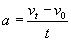 a = (v_t − v_0) / t